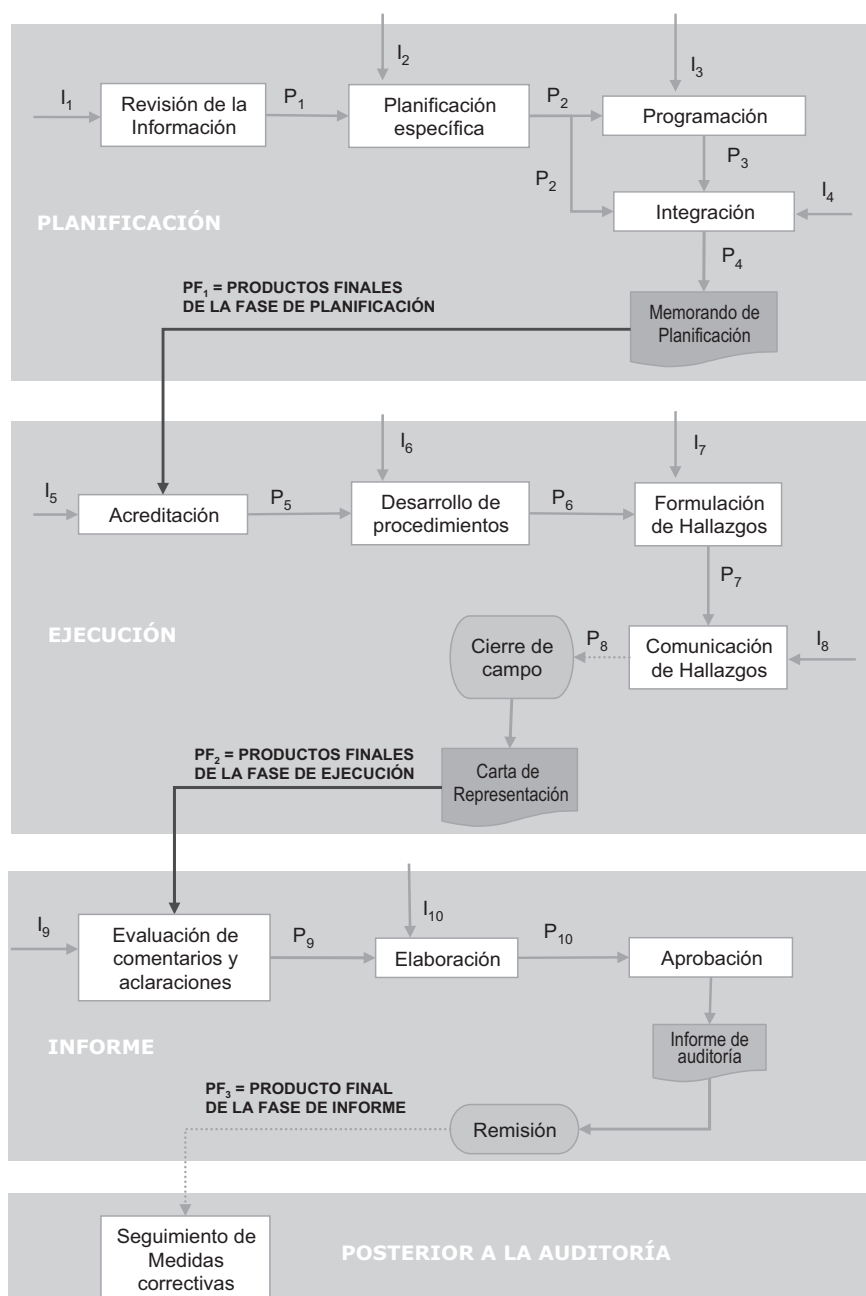 I2
I3
I1
Revisión de la
Información
P1
Planificación
específica
P2
Programación
P2
P3
I4
Integración
PLANIFICACIÓN
P4
PF1 = PRODUCTOS FINALES
DE LA FASE DE PLANIFICACIÓN
Memorando de
Planificación
I6
I7
I5
Acreditación
P5
Desarrollo de
procedimientos
P6
Formulación
de Hallazgos
P7
EJECUCIÓN
Cierre de
campo
P8
Comunicación
de Hallazgos
I8
PF2 = PRODUCTOS FINALES
DE LA FASE DE EJECUCIÓN
Carta de
Representación
I9
Evaluación de
comentarios y
aclaraciones
P9
I10
Elaboración
P10
Aprobación
INFORME
Informe de
auditoría
PF3 = PRODUCTO FINAL
DE LA FASE DE INFORME
Remisión
Seguimiento de
Medidas
correctivas
POSTERIOR A LA AUDITORÍA